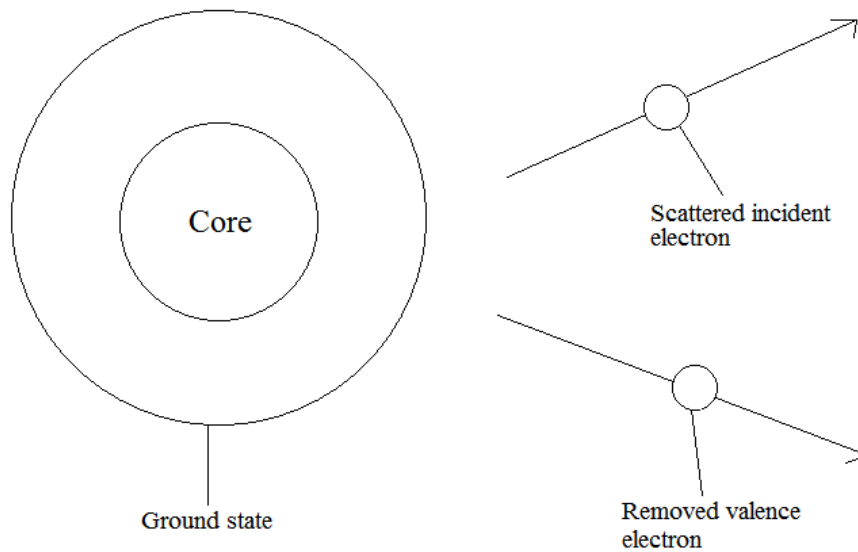 Core
Scattered incident
electron
Ground state
Removed valence
electron